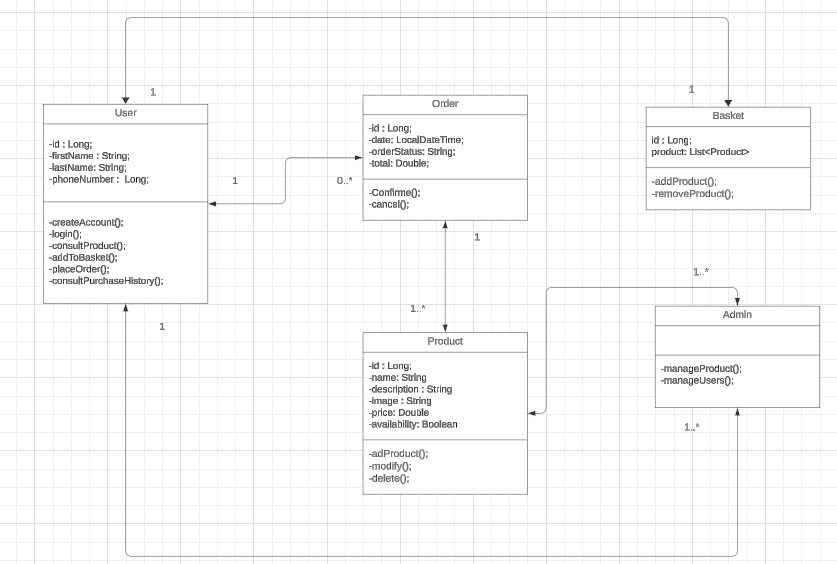 1
1
User
-id : Long;
-firstName : String;
-lastName: String;
-phoneNumber : Long;
-createAccount();
-login();
-consultProduct();
-addToBasket();
-placeOrder();
-consultPurchaseHistory();
1
0..*
Order
-id : Long;
-date; LocalDateTime;
-orderStatus: String;
-total: Double;
-Confirme();
-cancel();
Basket
id : Long;
product: List<Product>
-addProduct();
-removeProduct();
1
1..*
1..*
1
Product
-id : Long;
-name: String
-description : String
-image : String
-price: Double
-availability: Boolean
-adProduct();
-modify();
-delete();
Admin
-manageProduct();
-manageUsers();
1..*